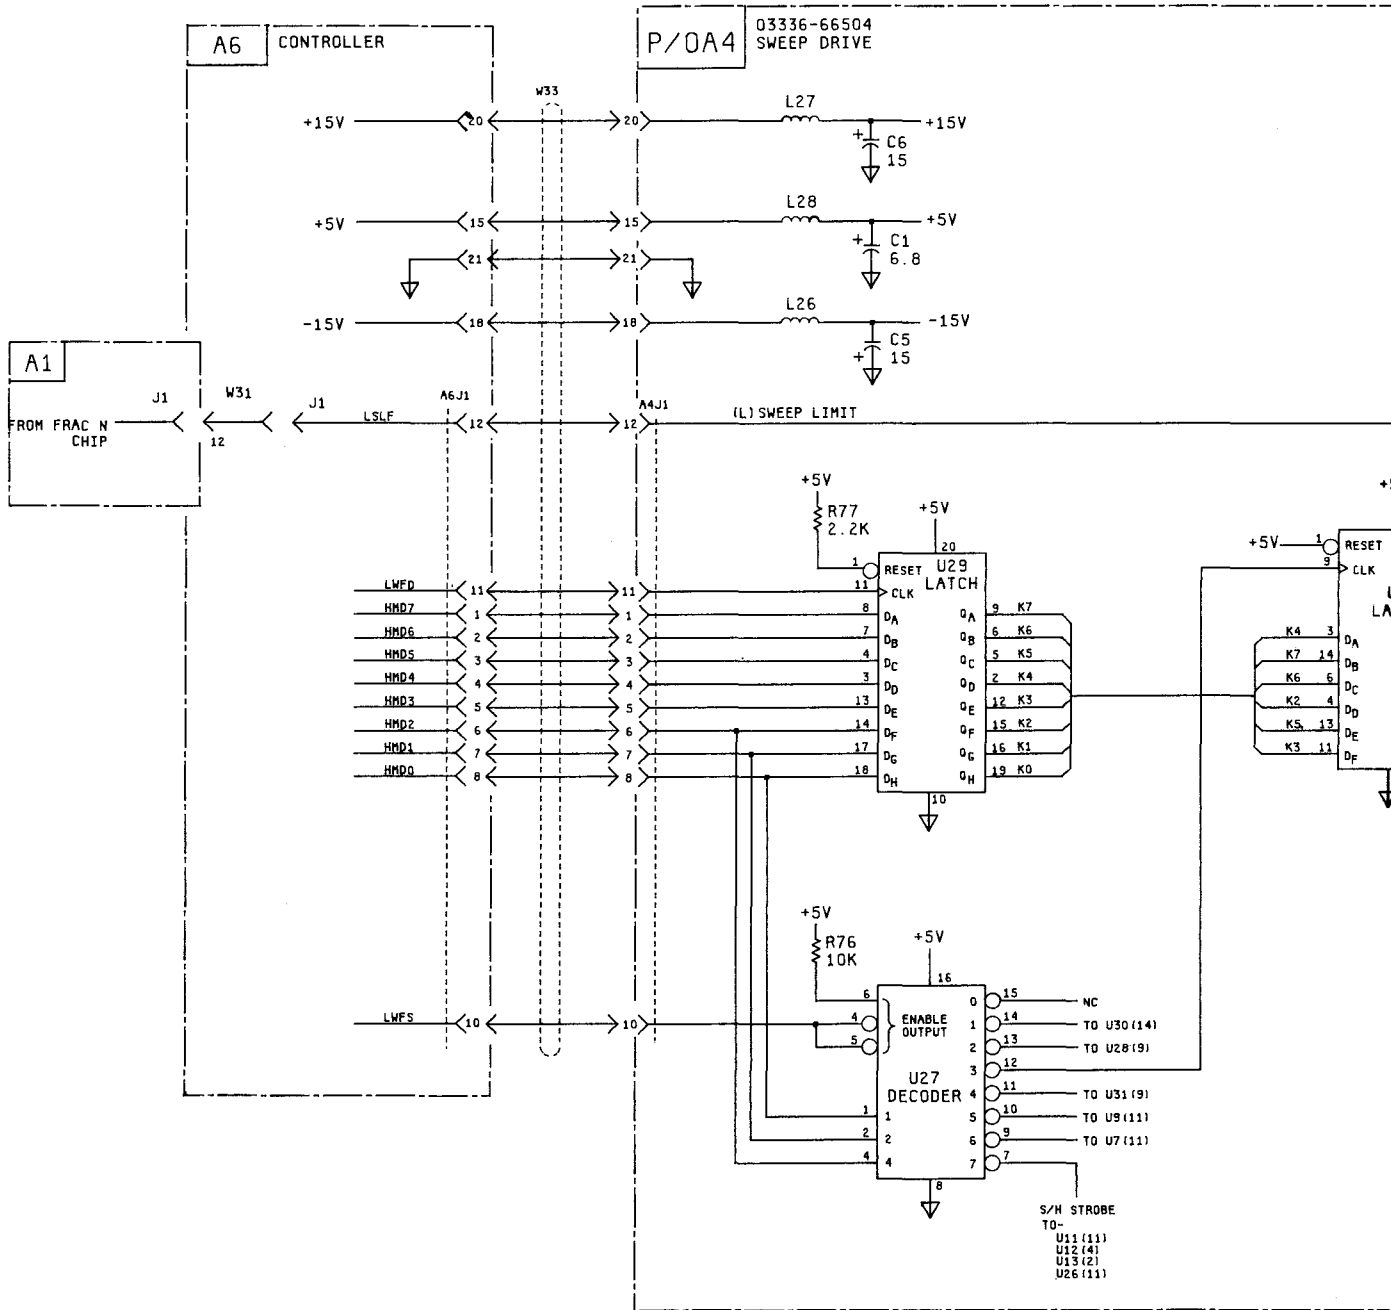 A6 CONTROLLER
P/OA4 03336-66504
SWEEP DRIVE
W33
+15V 20 20 L27 +15V
+ C6
15
+5V 15 15 L28 +5V
21 21
+ C1
6.8
-15V 18 18 L26 -15V
+ C5
15
A1
J1 W31 J1 LSLF A6J1 12 12 A4J1 (L) SWEEP LIMIT
FROM FRAC N
CHIP
12
+5V
R77
2.2K
+5V
20
1 RESET U29
LATCH
LWFD 11 11 11 CLK
HMD7 1 1 8 DA QA 9 K7
HMD6 2 2 7 DB QB 6 K6
HMD5 3 3 4 DC QC 5 K5
HMD4 4 4 3 DD QD 2 K4
HMD3 5 5 13 DE QE 12 K3
HMD2 6 6 14 DF QF 15 K2
HMD1 7 7 17 DG QG 16 K1
HMD0 8 8 18 DH QH 19 K0
10
+5V 1 RESET
9 CLK
K4 3 DA
K7 14 DB
K6 6 DC
K2 4 DD
K5 13 DE
K3 11 DF
+5V
R76
10K
+5V
16
6
LWFS 10 10 4
5
ENABLE
OUTPUT
U27
DECODER
0 15 NC
1 14 TO U30(14)
2 13 TO U28(9)
3 12
4 11 TO U31(9)
5 10 TO U9(11)
6 9 TO U7(11)
7 7
1 1
2 2
4 4
8
S/H STROBE
TO-
U11(11)
U12(4)
U13(2)
U26(11)